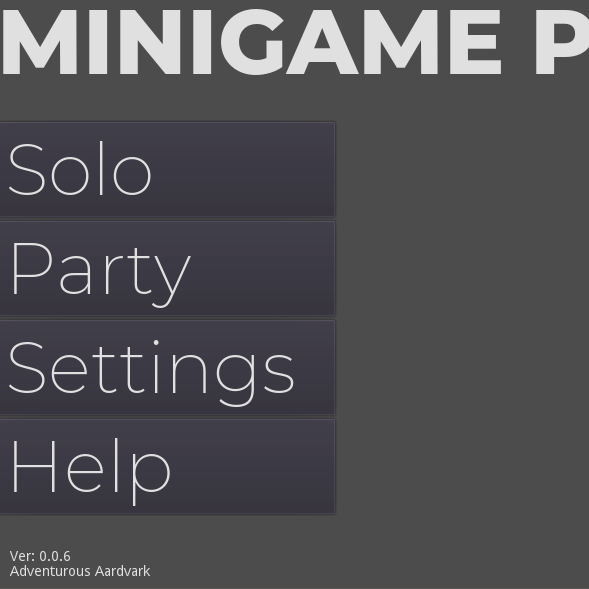 MINIGAME P
Solo
Party
Settings
Help
Ver: 0.0.6
Adventurous Aardvark